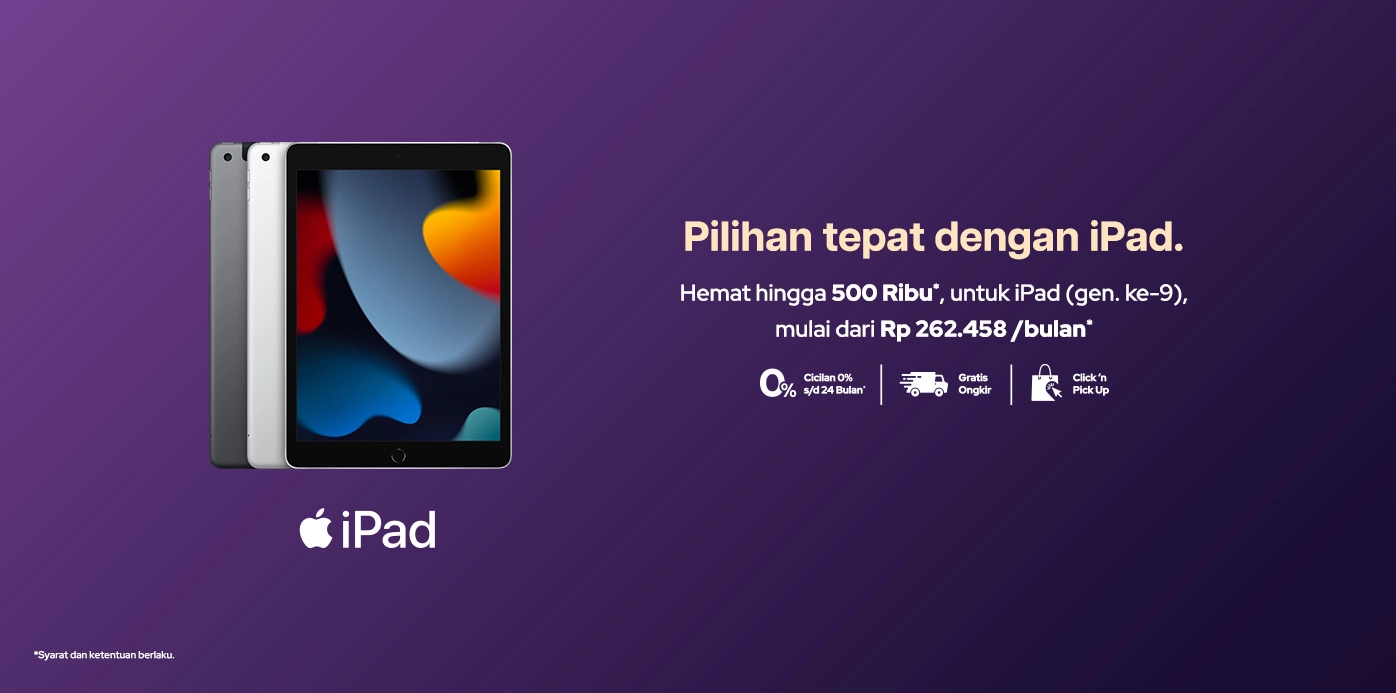 Pilihan tepat dengan iPad.
Hemat hingga 500 Ribu*, untuk iPad (gen. ke-9),
mulai dari Rp 262.458 /bulan*
0%
Cicilan 0%
s/d 24 Bulan*
Gratis
Ongkir
Click 'n
Pick Up
iPad
*Syarat dan ketentuan berlaku.